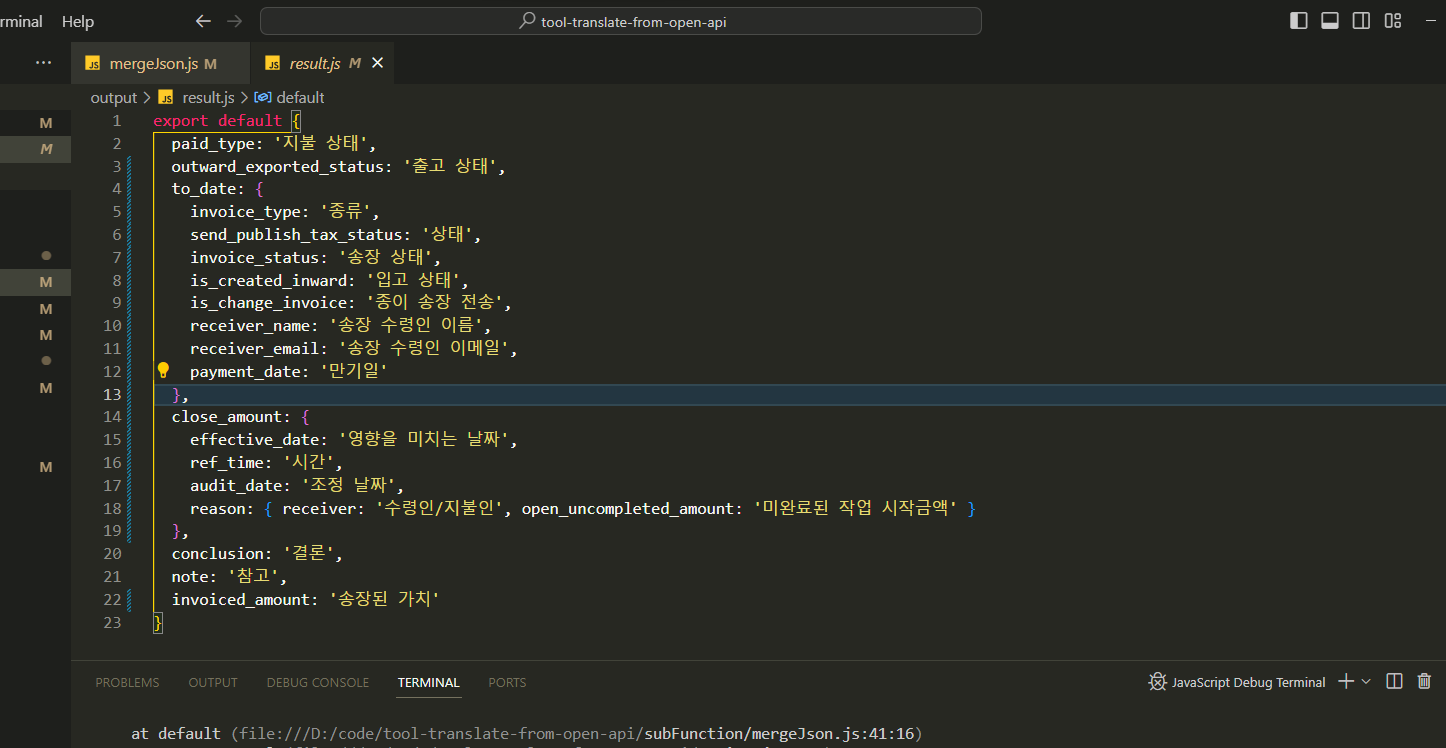 rminal Help
tool-translate-from-open-api
mergeJson.js M
result.js M
output > result.js > default
1 export default {
2 paid_type: '지불 상태',
3 outward_exported_status: '출고 상태',
4 to_date: {
5 invoice_type: '종류',
6 send_publish_tax_status: '상태',
7 invoice_status: '송장 상태',
8 is_created_inward: '입고 상태',
9 is_change_invoice: '종이 송장 전송',
10 receiver_name: '송장 수령인 이름',
11 receiver_email: '송장 수령인 이메일',
12 payment_date: '만기일'
13 },
14 close_amount: {
15 effective_date: '영향을 미치는 날짜',
16 ref_time: '시간',
17 audit_date: '조정 날짜',
18 reason: { receiver: '수령인/지불인', open_uncompleted_amount: '미완료된 작업 시작금액' }
19 },
20 conclusion: '결론',
21 note: '참고',
22 invoiced_amount: '송장된 가치'
23 }
M
M
M
M
M
M
M
PROBLEMS OUTPUT DEBUG CONSOLE TERMINAL PORTS
JavaScript Debug Terminal
at default (file:///D:/code/tool-translate-from-open-api/subFunction/mergeJson.js:41:16)